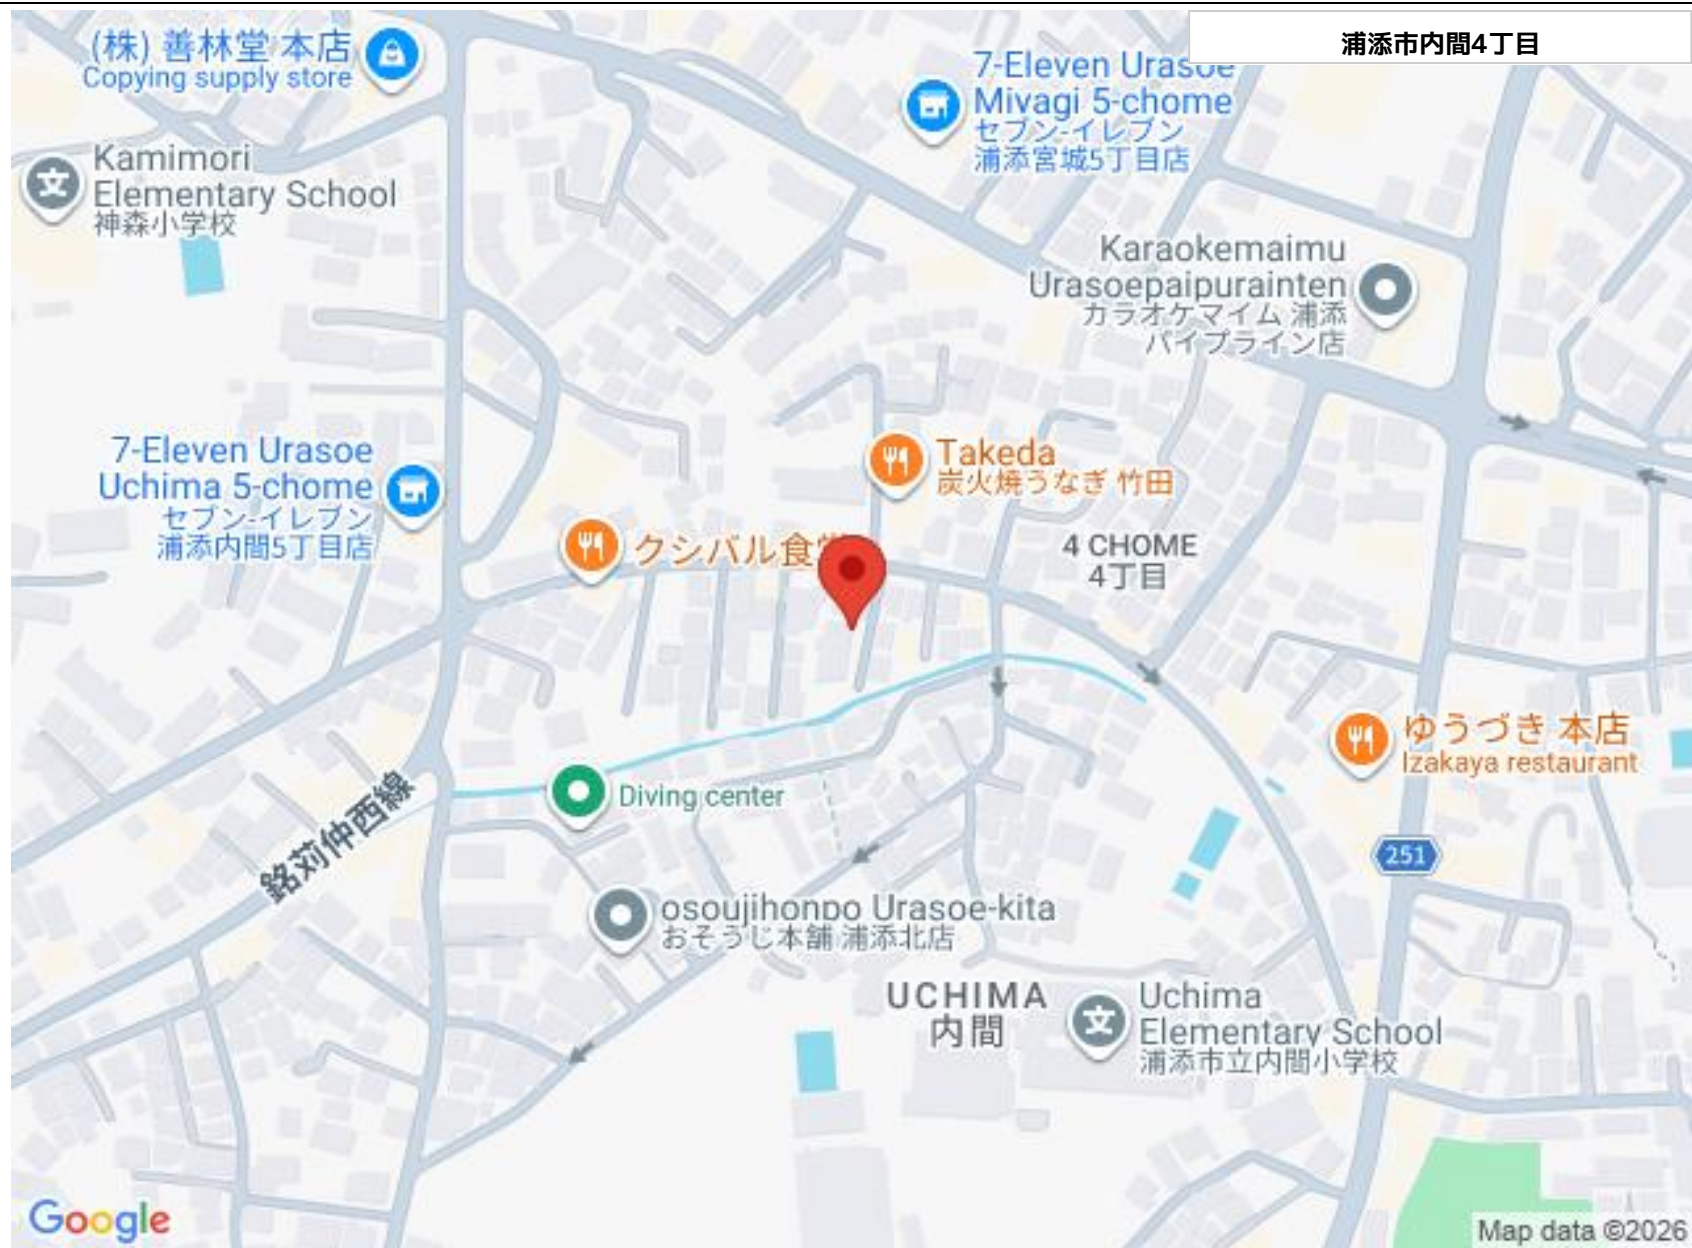 浦添市内間4丁目
(株) 善林堂 本店
Copying supply store
7-Eleven Urasoe
Miyagi 5-chome
セブン-イレブン
浦添宮城5丁目店
Kamimori
Elementary School
神森小学校
Karaokemaimu
Urasoepaipurainten
カラオケマイム 浦添
パイプライン店
7-Eleven Urasoe
Uchima 5-chome
セブン-イレブン
浦添内間5丁目店
Takeda
炭火焼うなぎ 竹田
クシバル食堂
4 CHOME
4丁目
ゆうづき 本店
Izakaya restaurant
Diving center
銘苅仲西線
251
osoujihonpo Urasoe-kita
おそうじ本舗 浦添北店
UCHIMA
内間
Uchima
Elementary School
浦添市立内間小学校
Google
Map data ©2026